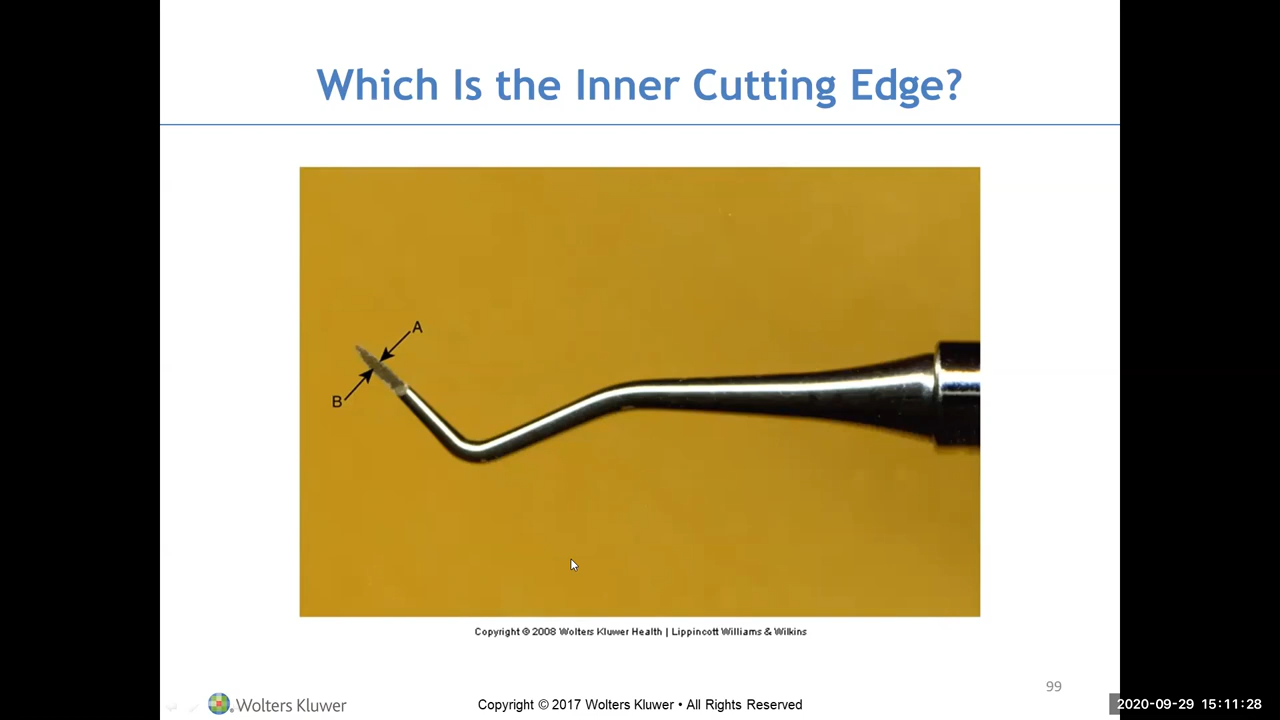 Which Is the Inner Cutting Edge?
A
B
Copyright © 2008 Wolters Kluwer Health | Lippincott Williams & Wilkins
99
Wolters Kluwer
Copyright © 2017 Wolters Kluwer • All Rights Reserved
2020-09-29 15:11:28